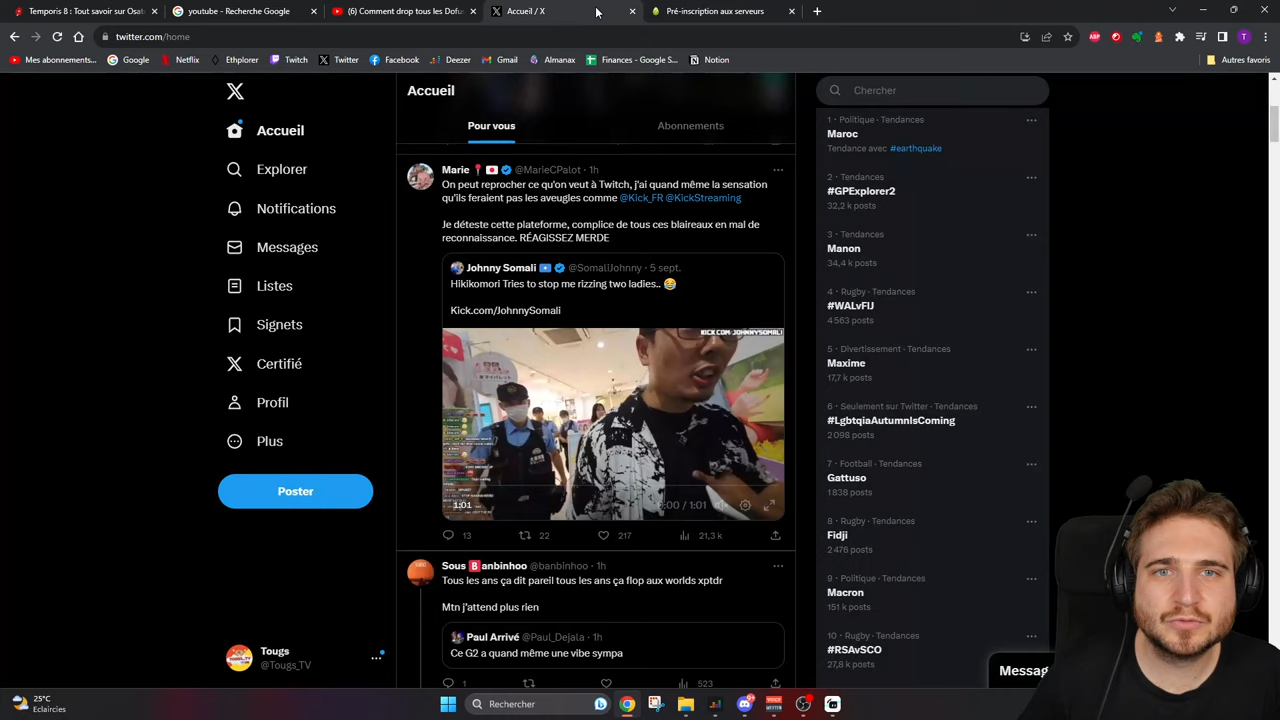 Temporis 8 : Tout savoir sur Osat
youtube - Recherche Google
(6) Comment drop tous les Dofus
Accueil / X
Pré-inscription aux serveurs
twitter.com/home
Mes abonnements...
Google
Netflix
Ethplorer
Twitch
Twitter
Facebook
Deezer
Gmail
Almanax
Finances - Google S...
Notion
Autres favoris
Accueil
Explorer
Notifications
Messages
Listes
Signets
Certifié
Profil
Plus
Poster
Tougs
@Tougs_TV
Accueil
Pour vous
Abonnements
Marie @MarieCPalot · 1h
On peut reprocher ce qu'on veut à Twitch, j'ai quand même la sensation
qu'ils feraient pas les aveugles comme @Kick_FR @KickStreaming
Je déteste cette plateforme, complice de tous ces blaireaux en mal de
reconnaissance. RÉAGISSEZ MERDE
Johnny Somali @SomaliJohnny · 5 sept.
Hikikomori Tries to stop me rizzing two ladies.. 😂
Kick.com/JohnnySomali
KICK.COM/JOHNNYSOMALI
1:01
0:00 / 1:01
13
22
217
21,3 k
Sous 🅱anbinhoo @banbinhoo · 1h
Tous les ans ça dit pareil tous les ans ça flop aux worlds xptdr
Mtn j'attend plus rien
Paul Arrivé @Paul_Dejala · 1h
Ce G2 a quand même une vibe sympa
1
523
Chercher
1 · Politique · Tendances
Maroc
Tendance avec #earthquake
2 · Tendances
#GPExplorer2
32,2 k posts
3 · Tendances
Manon
34,4 k posts
4 · Rugby · Tendances
#WALvFIJ
4 563 posts
5 · Divertissement · Tendances
Maxime
17,7 k posts
6 · Seulement sur Twitter · Tendances
#LgbtqiaAutumnIsComing
2 098 posts
7 · Football · Tendances
Gattuso
1 838 posts
8 · Rugby · Tendances
Fidji
2 476 posts
9 · Politique · Tendances
Macron
151 k posts
10 · Rugby · Tendances
#RSAvSCO
27,8 k posts
Messag
25°C
Eclaircies
Rechercher